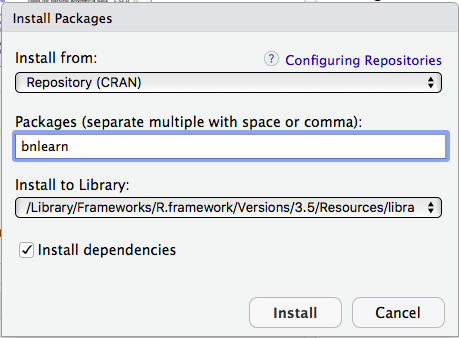 Install Packages
Install from:
? Configuring Repositories
Repository (CRAN)
Packages (separate multiple with space or comma):
bnlearn
Install to Library:
/Library/Frameworks/R.framework/Versions/3.5/Resources/libra
Install dependencies
Install Cancel